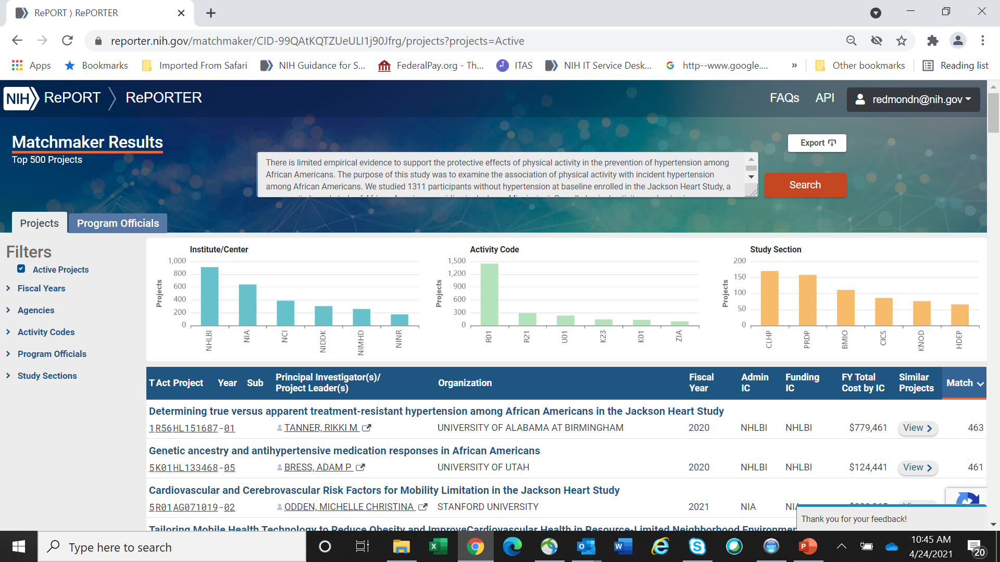 RePORT ⟩ RePORTER
reporter.nih.gov/matchmaker/CID-99QAtKQTZUeULI1j90Jfrg/projects?projects=Active
Apps Bookmarks Imported From Safari NIH Guidance for S... FederalPay.org - Th... ITAS NIH IT Service Desk... http--www.google.... » Other bookmarks Reading list
NIH RePORT RePORTER FAQs API redmondn@nih.gov
Matchmaker Results
Top 500 Projects
Export
There is limited empirical evidence to support the protective effects of physical activity in the prevention of hypertension among
African Americans. The purpose of this study was to examine the association of physical activity with incident hypertension
among African Americans. We studied 1311 participants without hypertension at baseline enrolled in the Jackson Heart Study, a
Search
Projects Program Officials
Filters
Active Projects
Fiscal Years
Agencies
Activity Codes
Program Officials
Study Sections
Institute/Center
Projects
1,000
800
600
400
200
0
NHLBI NIA NCI NIDDK NIMHD NINR
Activity Code
Projects
1,500
1,200
900
600
300
0
R01 R21 U01 K23 K01 ZIA
Study Section
Projects
200
150
100
50
0
CLHP PRDP BMIO CICS KNOD HDEP
T Act Project Year Sub Principal Investigator(s)/ Project Leader(s) Organization Fiscal Year Admin IC Funding IC FY Total Cost by IC Similar Projects Match
Determining true versus apparent treatment-resistant hypertension among African Americans in the Jackson Heart Study
1R56HL151687-01 TANNER, RIKKI M UNIVERSITY OF ALABAMA AT BIRMINGHAM 2020 NHLBI NHLBI $779,461 View 463
Genetic ancestry and antihypertensive medication responses in African Americans
5K01HL133468-05 BRESS, ADAM P UNIVERSITY OF UTAH 2020 NHLBI NHLBI $124,441 View 461
Cardiovascular and Cerebrovascular Risk Factors for Mobility Limitation in the Jackson Heart Study
5R01AG071019-02 ODDEN, MICHELLE CHRISTINA STANFORD UNIVERSITY 2021 NIA
Tailoring Mobile Health Technology to Reduce Obesity and ImproveCardiovascular Health in Resource-Limited Neighborhood
Thank you for your feedback!
Type here to search
10:45 AM
4/24/2021
20